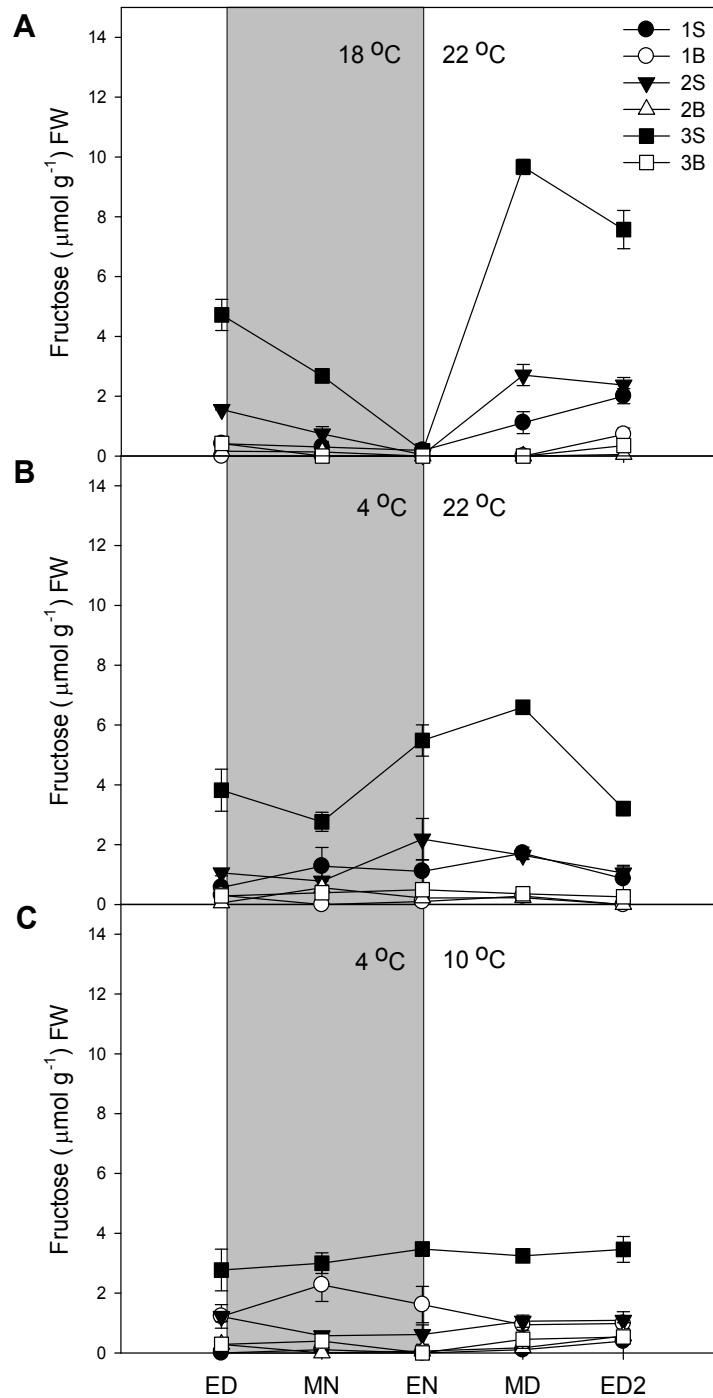 A
14
12
10
8
6
4
2
0
Fructose ( μmol g⁻¹) FW
18 ᴼC
22 ᴼC
1S
1B
2S
2B
3S
3B
B
14
12
10
8
6
4
2
0
Fructose ( μmol g⁻¹) FW
4 ᴼC
22 ᴼC
C
14
12
10
8
6
4
2
0
Fructose ( μmol g⁻¹) FW
4 ᴼC
10 ᴼC
ED MN EN MD ED2